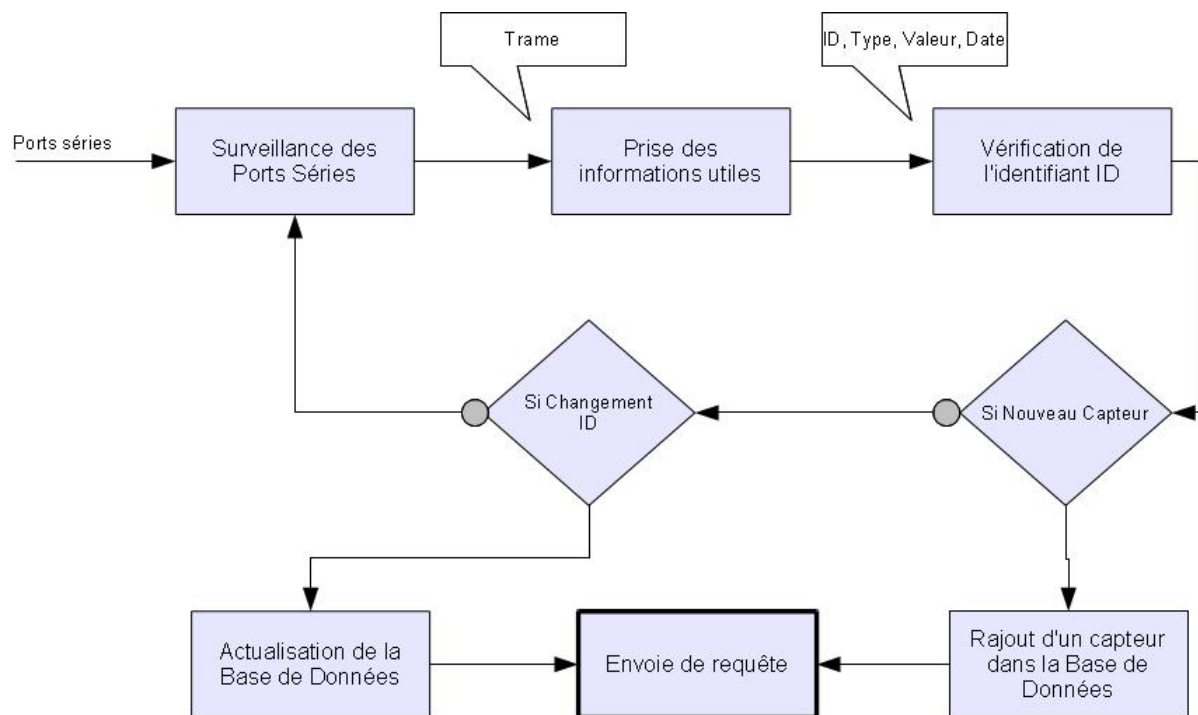 Trame
ID, Type, Valeur, Date
Ports séries
Surveillance des
Ports Séries
Prise des
informations utiles
Vérification de
l'identifiant ID
Si Changement
ID
Si Nouveau Capteur
Actualisation de la
Base de Données
Envoie de requête
Rajout d'un capteur
dans la Base de
Données